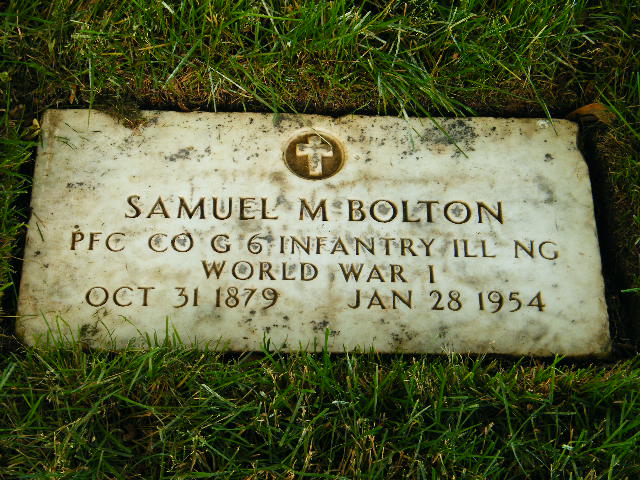 SAMUEL M BOLTON
PFC CO G 6 INFANTRY ILL NG
WORLD WAR I
OCT 31 1879 JAN 28 1954